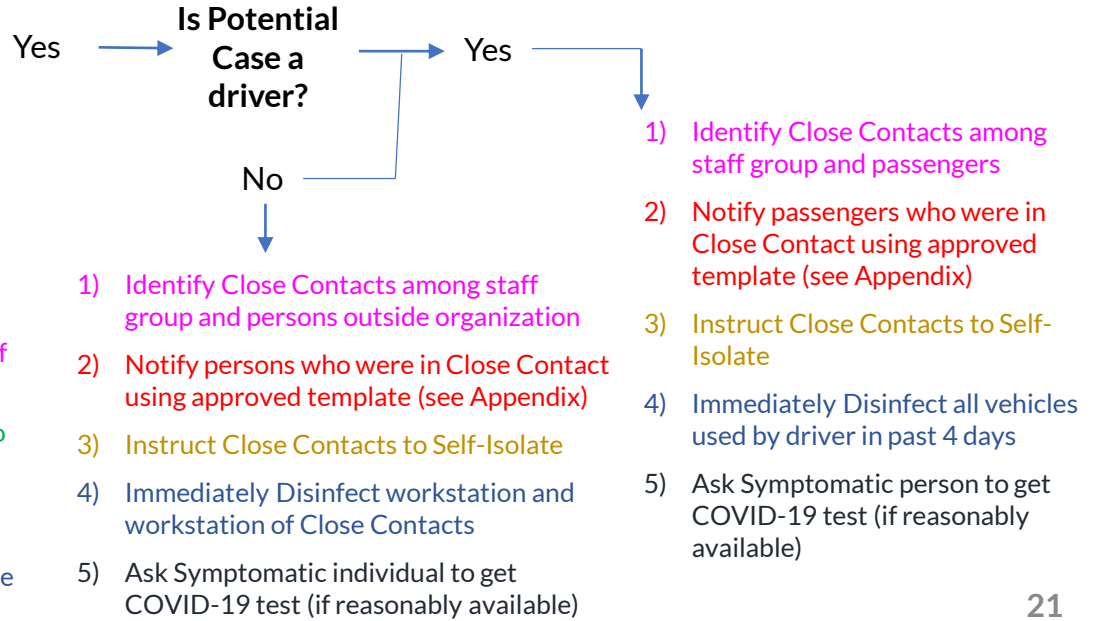 Yes
Is Potential
Case a
driver?
Yes
No
1) Identify Close Contacts among staff
group and persons outside organization
2) Notify persons who were in Close Contact
using approved template (see Appendix)
3) Instruct Close Contacts to Self-Isolate
4) Immediately Disinfect workstation and
workstation of Close Contacts
5) Ask Symptomatic individual to get
COVID-19 test (if reasonably available)
1) Identify Close Contacts among
staff group and passengers
2) Notify passengers who were in
Close Contact using approved
template (see Appendix)
3) Instruct Close Contacts to Self-
Isolate
4) Immediately Disinfect all vehicles
used by driver in past 4 days
5) Ask Symptomatic person to get
COVID-19 test (if reasonably
available)
21